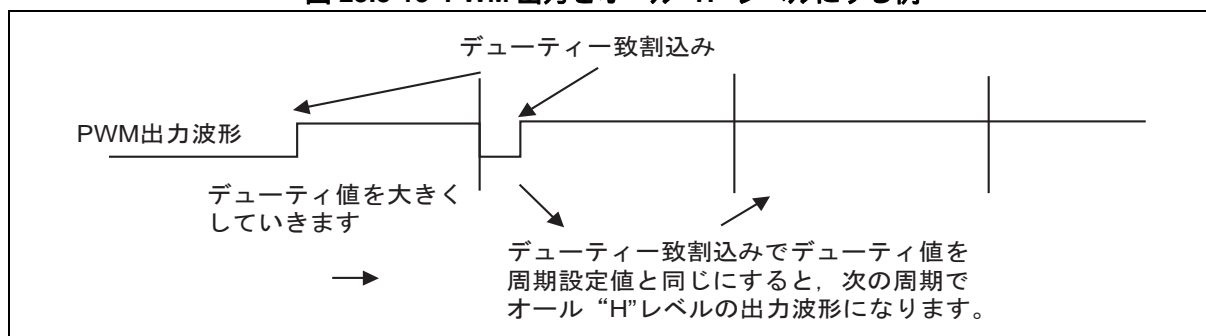 デューティー致割込み
PWM出力波形
デューティ値を大きく
していきます
デューティー致割込みでデューティ値を
周期設定値と同じにすると，次の周期で
オール “H”レベルの出力波形になります。